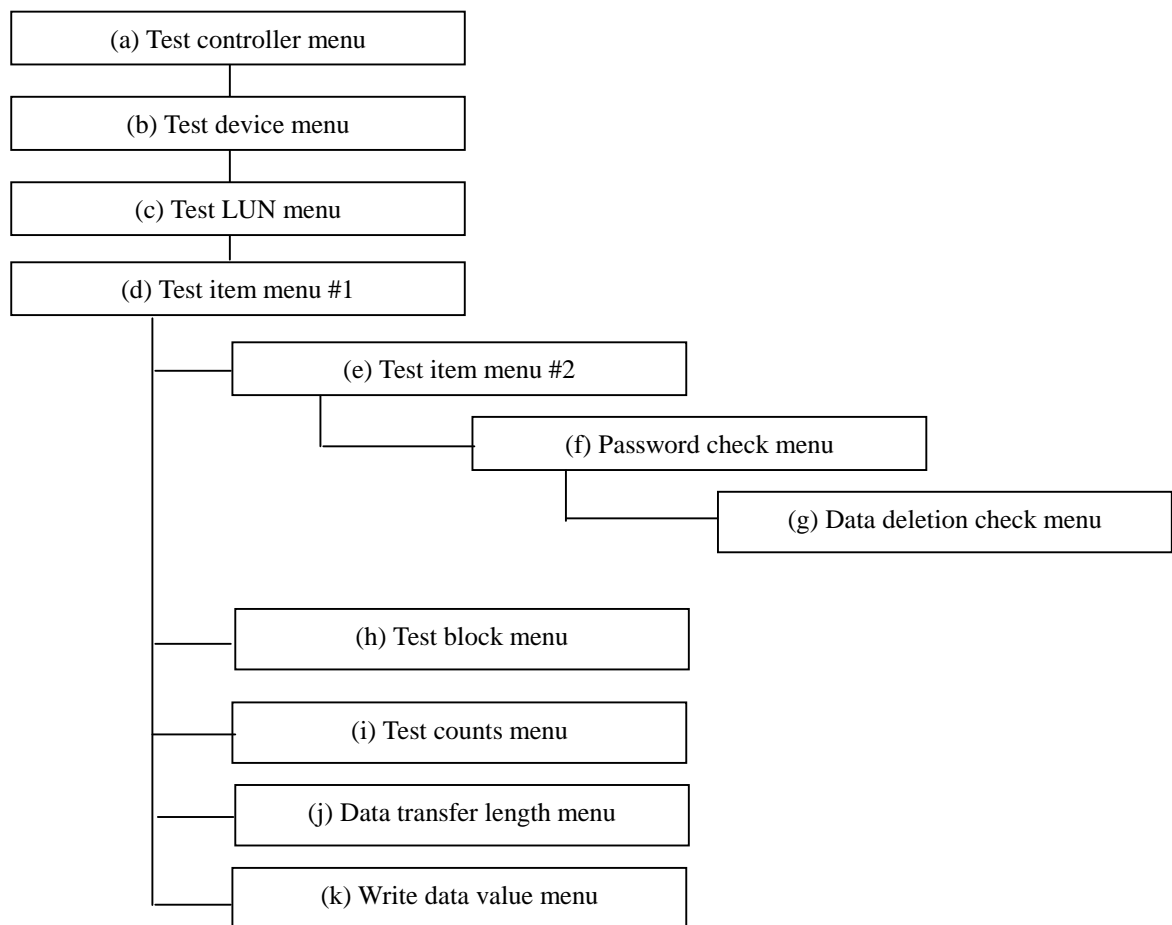 (a) Test controller menu
(b) Test device menu
(c) Test LUN menu
(d) Test item menu #1
(e) Test item menu #2
(f) Password check menu
(g) Data deletion check menu
(h) Test block menu
(i) Test counts menu
(j) Data transfer length menu
(k) Write data value menu